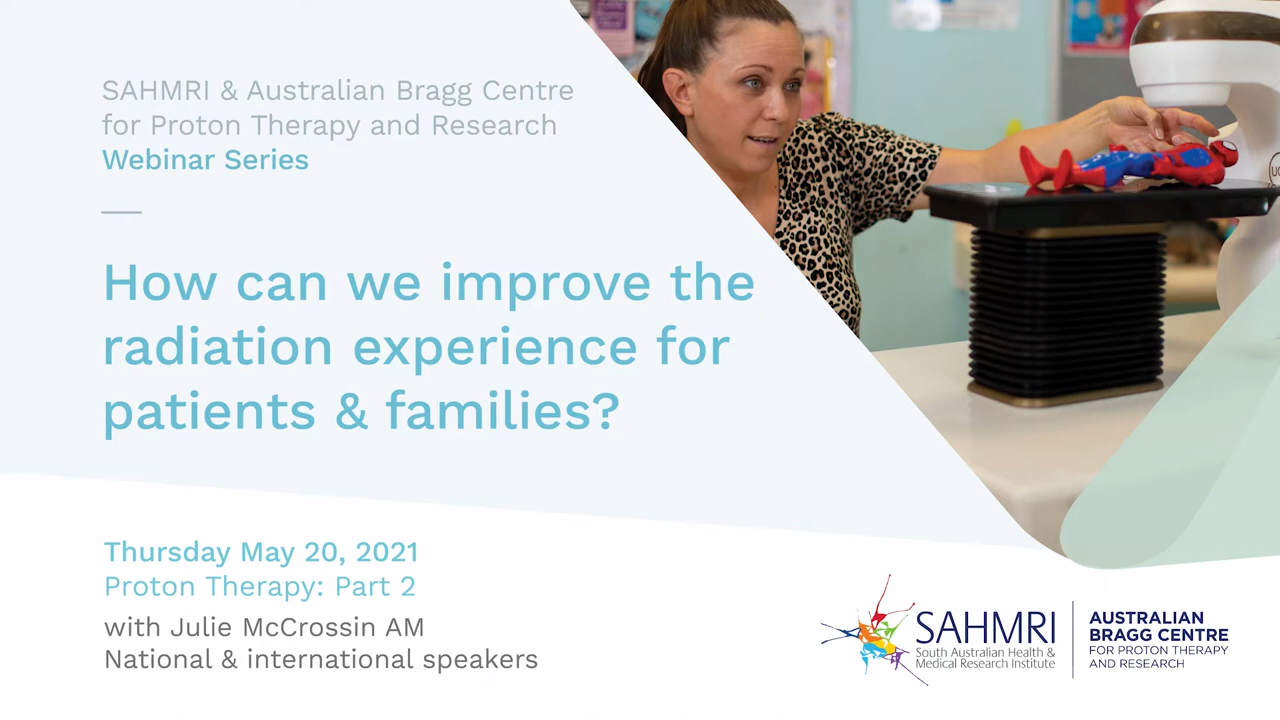 SAHMRI & Australian Bragg Centre
for Proton Therapy and Research
Webinar Series
How can we improve the
radiation experience for
patients & families?
Thursday May 20, 2021
Proton Therapy: Part 2
with Julie McCrossin AM
National & international speakers
SAHMRI
South Australian Health &
Medical Research Institute
AUSTRALIAN
BRAGG CENTRE
FOR PROTON THERAPY
AND RESEARCH